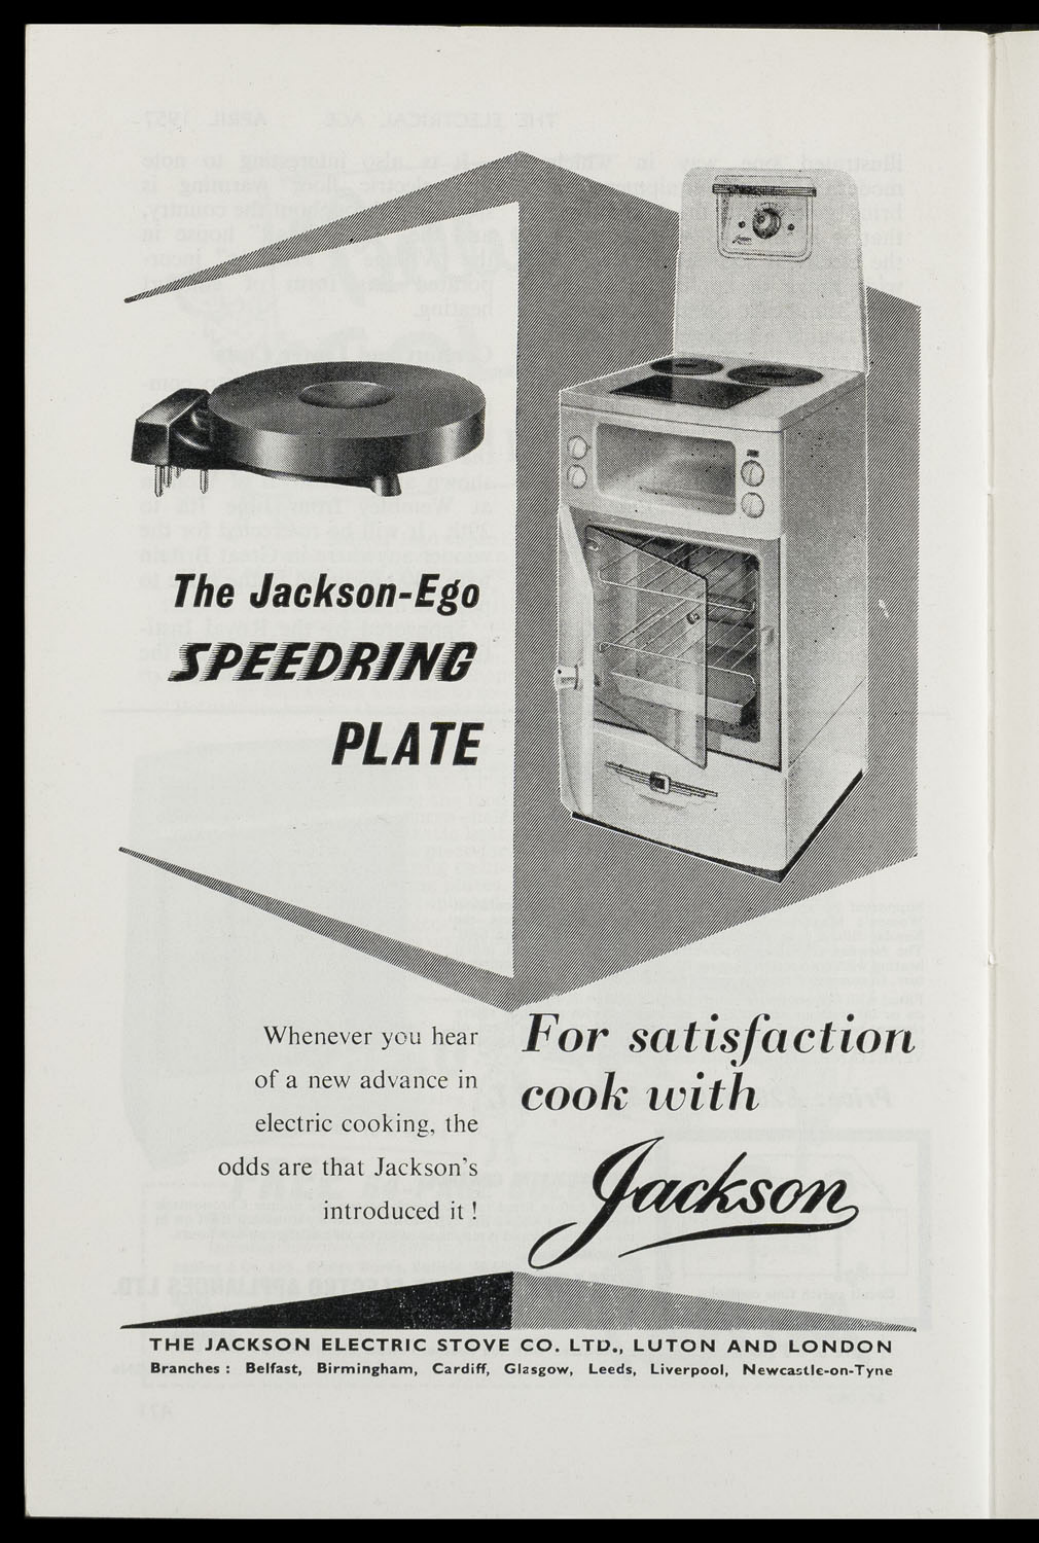 The Jackson-Ego
SPEEDRING
PLATE
Whenever you hear
of a new advance in
electric cooking, the
odds are that Jackson's
introduced it !
For satisfaction
cook with
Jackson
THE JACKSON ELECTRIC STOVE CO. LTD., LUTON AND LONDON
Branches : Belfast, Birmingham, Cardiff, Glasgow, Leeds, Liverpool, Newcastle-on-Tyne